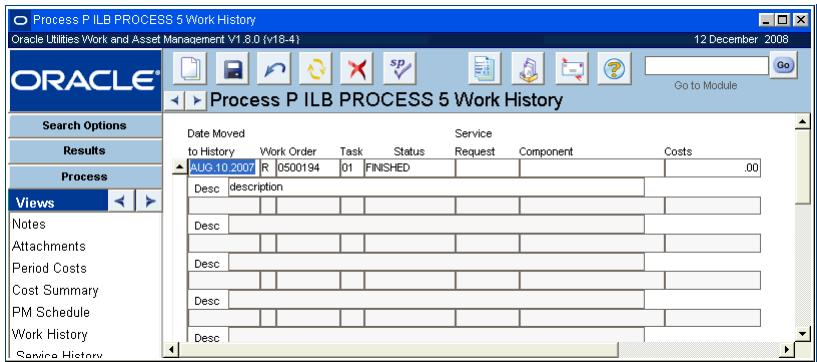 Process P ILB PROCESS 5 Work History
Oracle Utilities Work and Asset Management V1.8.0 {v18-4}
12 December 2008
ORACLE
sp
Go
Go to Module
Process P ILB PROCESS 5 Work History
Search Options
Results
Process
Views
Notes
Attachments
Period Costs
Cost Summary
PM Schedule
Work History
Service History
Date Moved Service
to History Work Order Task Status Request Component Costs
AUG.10.2007 R 0500194 01 FINISHED .00
Desc description
Desc
Desc
Desc
Desc